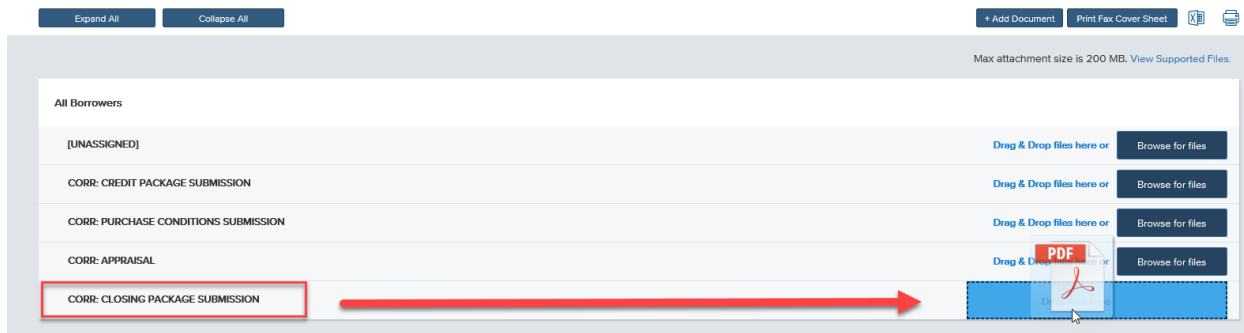 Expand All
Collapse All
+ Add Document
Print Fax Cover Sheet
Max attachment size is 200 MB. View Supported Files.
All Borrowers
[UNASSIGNED]
Drag & Drop files here or
Browse for files
CORR: CREDIT PACKAGE SUBMISSION
Drag & Drop files here or
Browse for files
CORR: PURCHASE CONDITIONS SUBMISSION
Drag & Drop files here or
Browse for files
CORR: APPRAISAL
Drag & or
PDF
Browse for files
CORR: CLOSING PACKAGE SUBMISSION